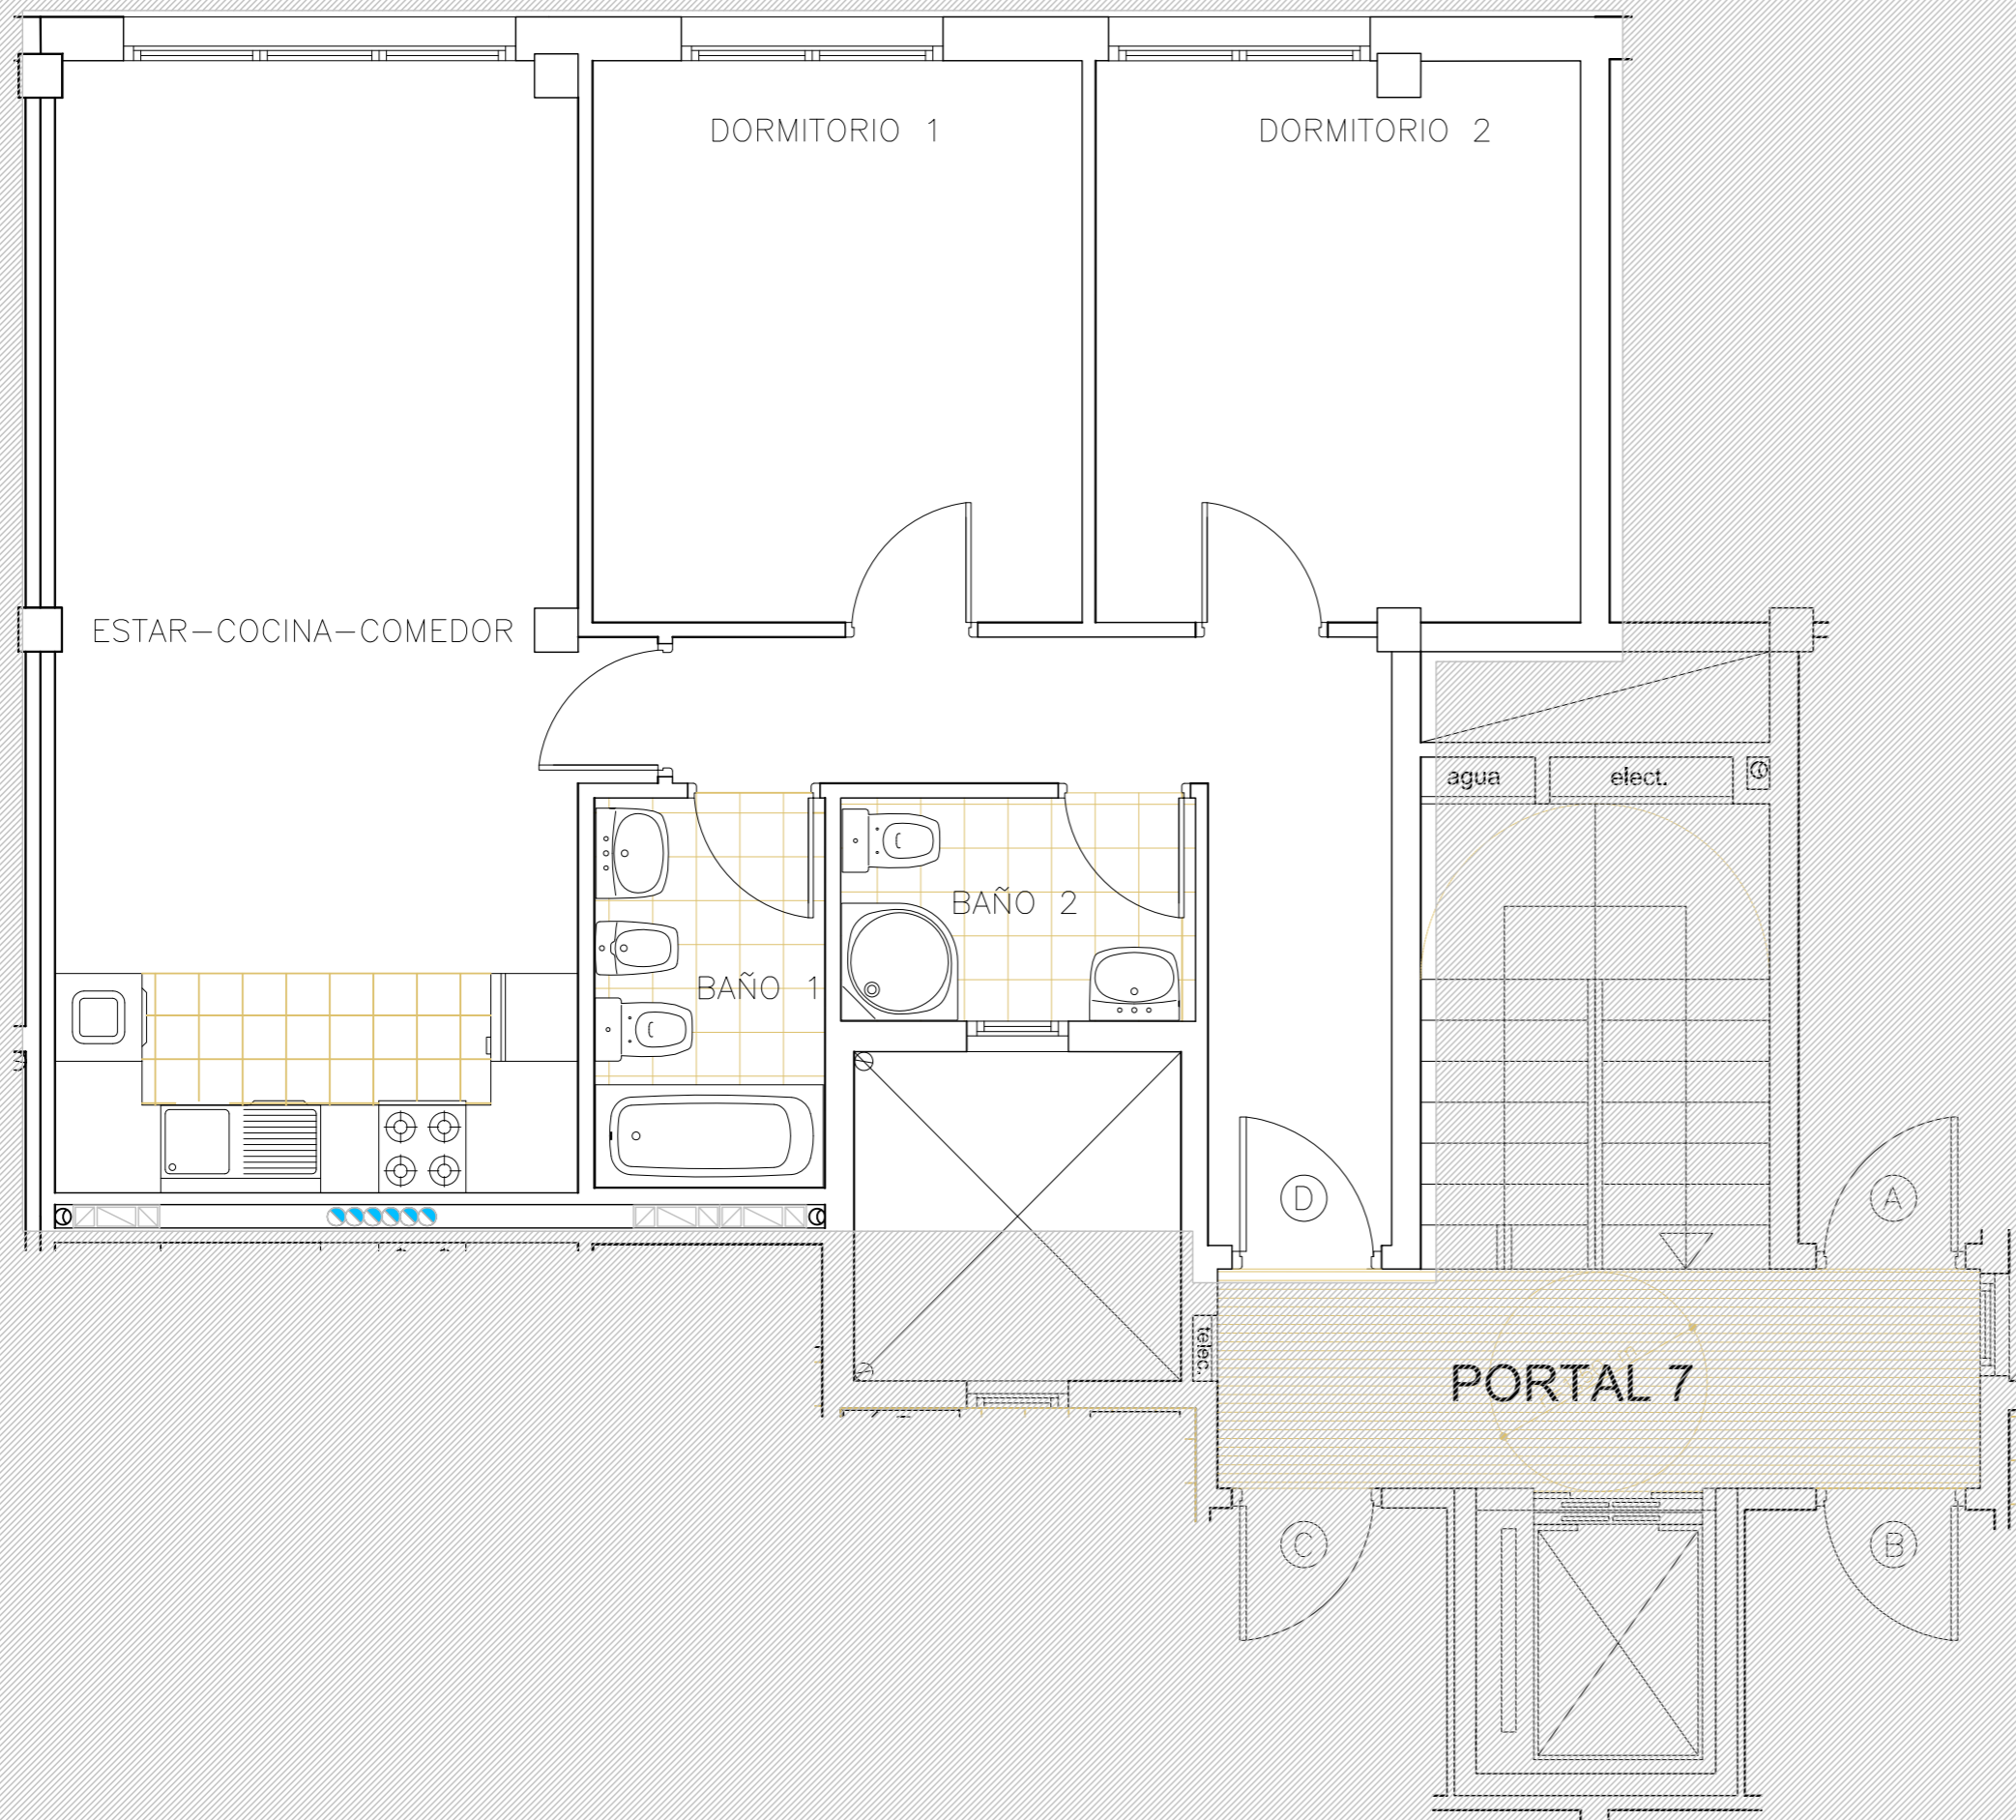 DORMITORIO 1
DORMITORIO 2
ESTAR-COCINA-COMEDOR
agua
elect.
BAÑO 2
BAÑO 1
D
A
telec.
PORTAL 7
C
B